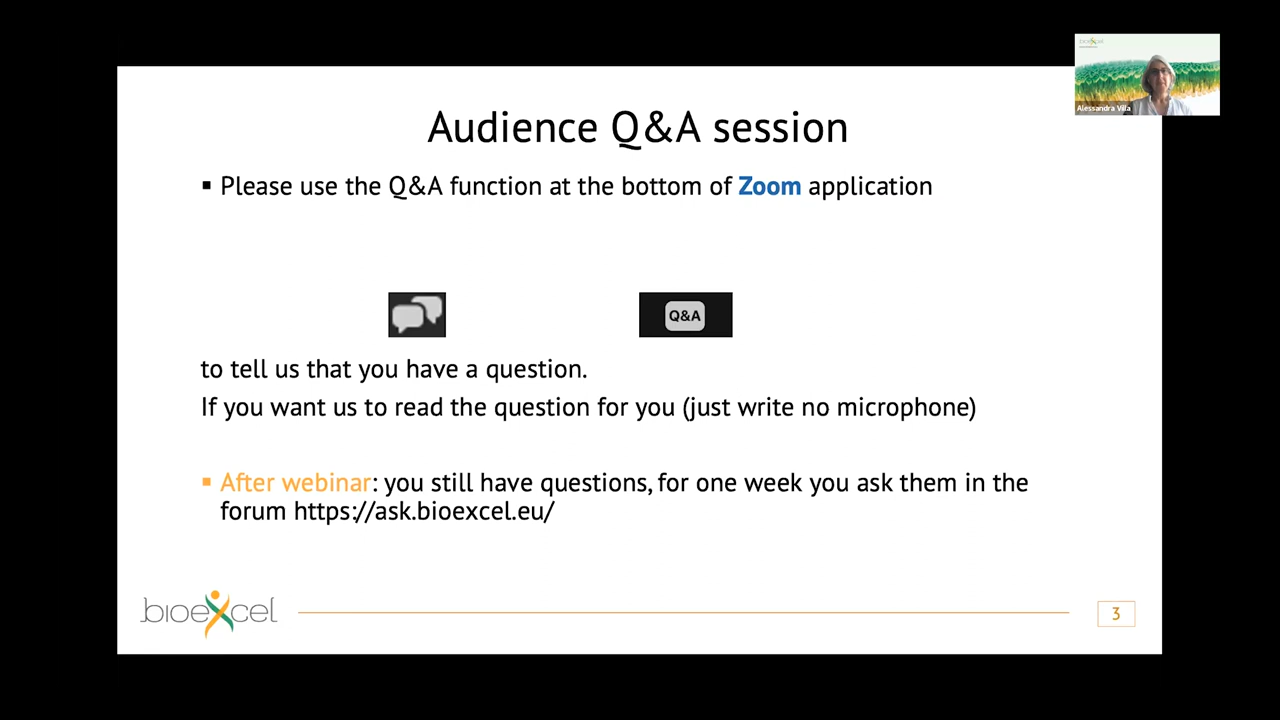 Alessandra Vila
Audience Q&A session
▪ Please use the Q&A function at the bottom of Zoom application
Q&A
to tell us that you have a question.
If you want us to read the question for you (just write no microphone)
▪ After webinar: you still have questions, for one week you ask them in the
forum https://ask.bioexcel.eu/
bioexcel
3